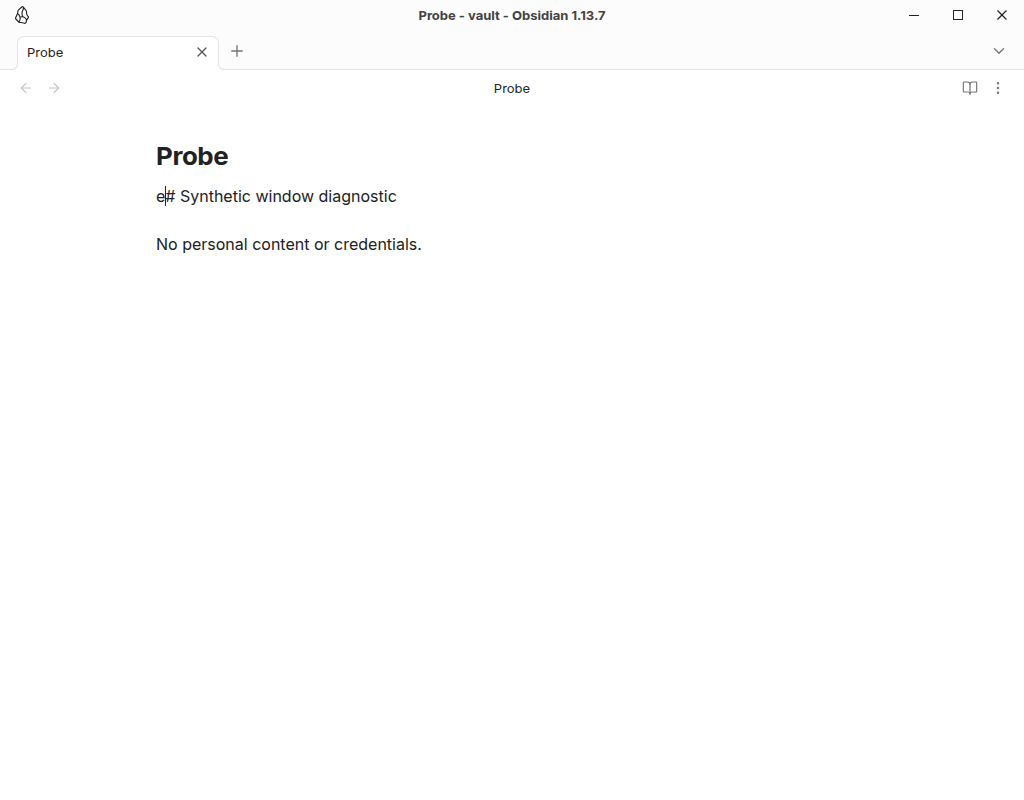 Probe - vault - Obsidian 1.13.7
Probe
Probe
Probe
e# Synthetic window diagnostic
No personal content or credentials.